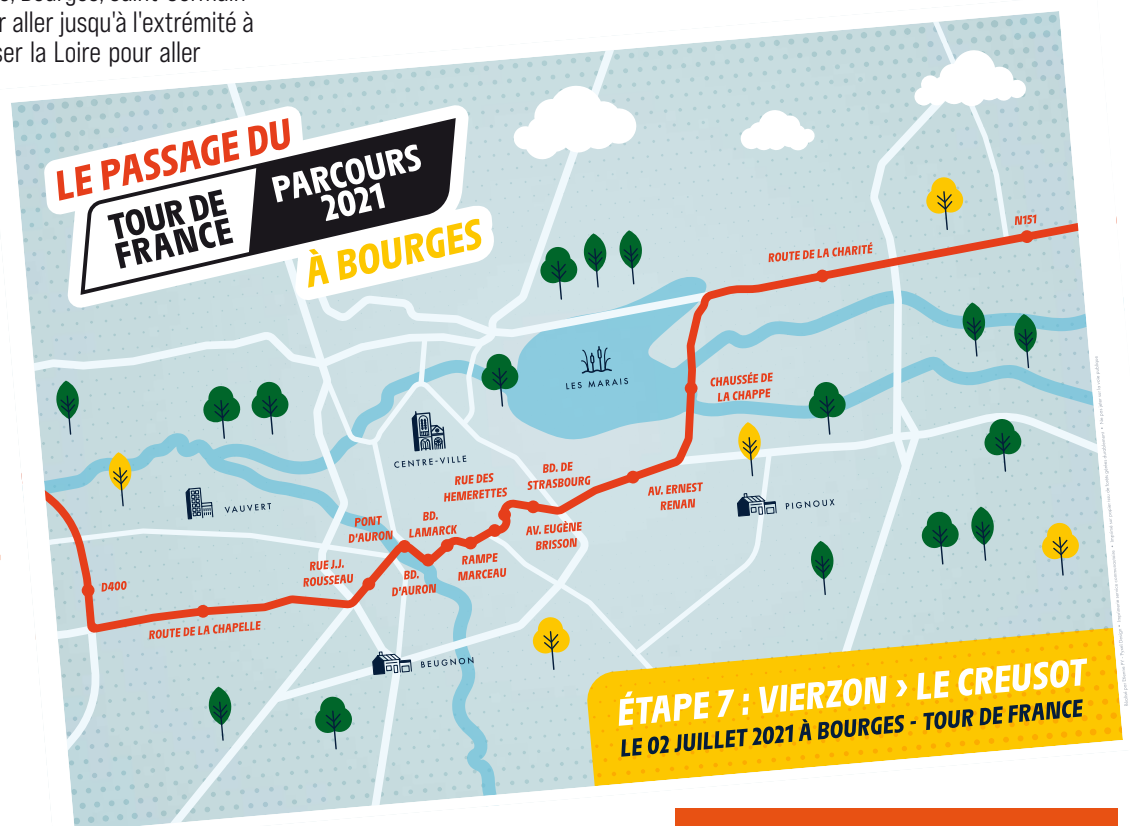 r aller jusqu'à l'extrémité à
ser la Loire pour aller
LE PASSAGE DU
TOUR DE
FRANCE
PARCOURS
2021
À BOURGES
N151
ROUTE DE LA CHARITÉ
LES MARAIS
CHAUSSÉE DE
LA CHAPPE
CENTRE-VILLE
RUE DES
HEMERETTES
BD. DE
STRASBOURG
AV. ERNEST
RENAN
PIGNOUX
VAUVERT
PONT
D'AURON
BD.
LAMARCK
AV. EUGÈNE
BRISSON
RAMPE
MARCEAU
RUE J.J.
ROUSSEAU
BD.
D'AURON
D400
ROUTE DE LA CHAPELLE
BEUGNON
ÉTAPE 7 : VIERZON > LE CREUSOT
LE 02 JUILLET 2021 À BOURGES - TOUR DE FRANCE